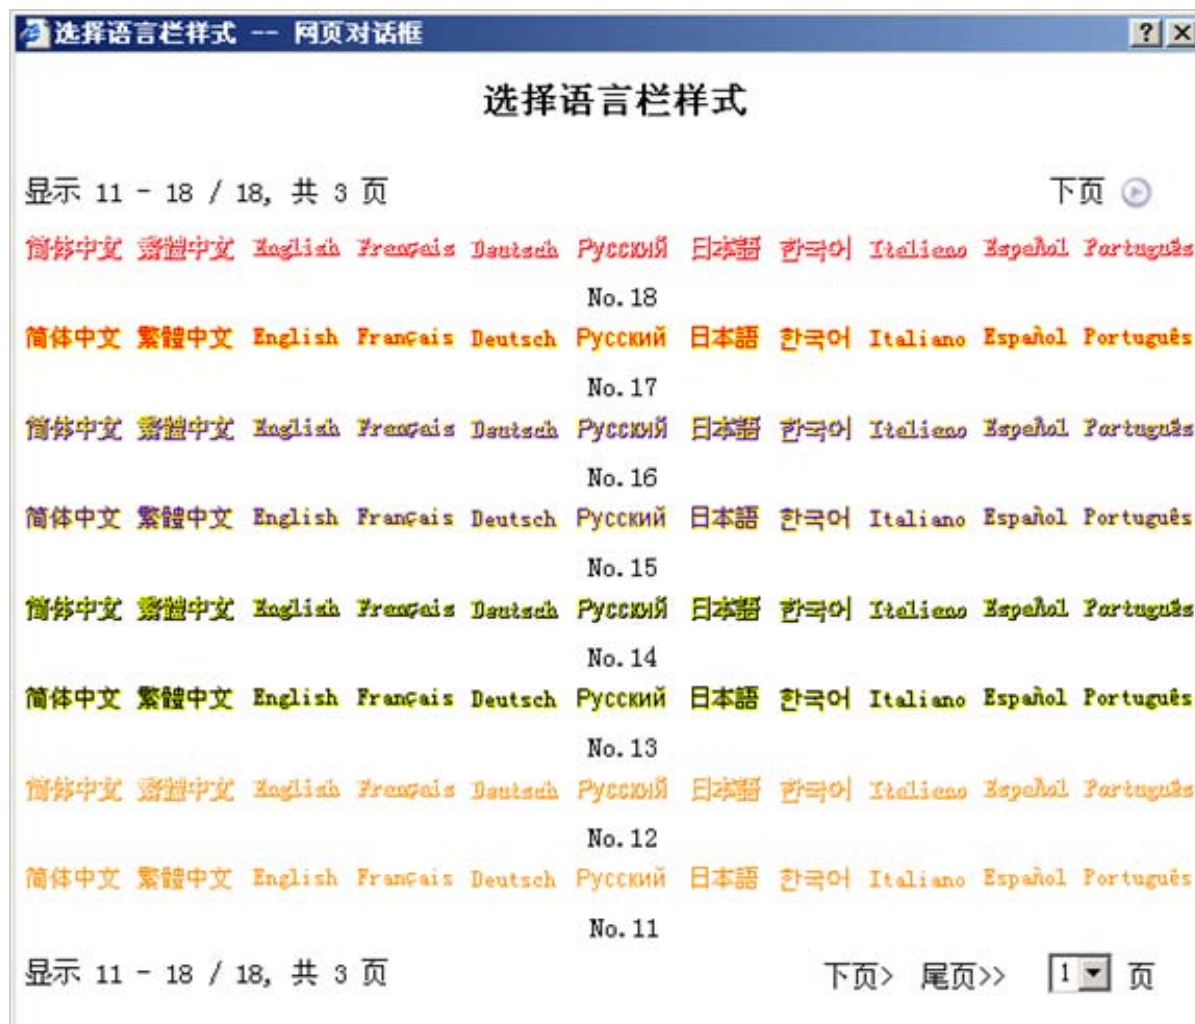 选择语言栏样式 -- 网页对话框
选择语言栏样式
显示 11 - 18 / 18, 共 3 页 下页
简体中文 繁體中文 English Français Deutsch Русский 日本語 한국어 Italiano Español Português
No.18
简体中文 繁體中文 English Français Deutsch Русский 日本語 한국어 Italiano Español Português
No.17
简体中文 繁體中文 English Français Deutsch Русский 日本語 한국어 Italiano Español Português
No.16
简体中文 繁體中文 English Français Deutsch Русский 日本語 한국어 Italiano Español Português
No.15
简体中文 繁體中文 English Français Deutsch Русский 日本語 한국어 Italiano Español Português
No.14
简体中文 繁體中文 English Français Deutsch Русский 日本語 한국어 Italiano Español Português
No.13
简体中文 繁體中文 English Français Deutsch Русский 日本語 한국어 Italiano Español Português
No.12
简体中文 繁體中文 English Français Deutsch Русский 日本語 한국어 Italiano Español Português
No.11
显示 11 - 18 / 18, 共 3 页 下页> 尾页>> 1 页